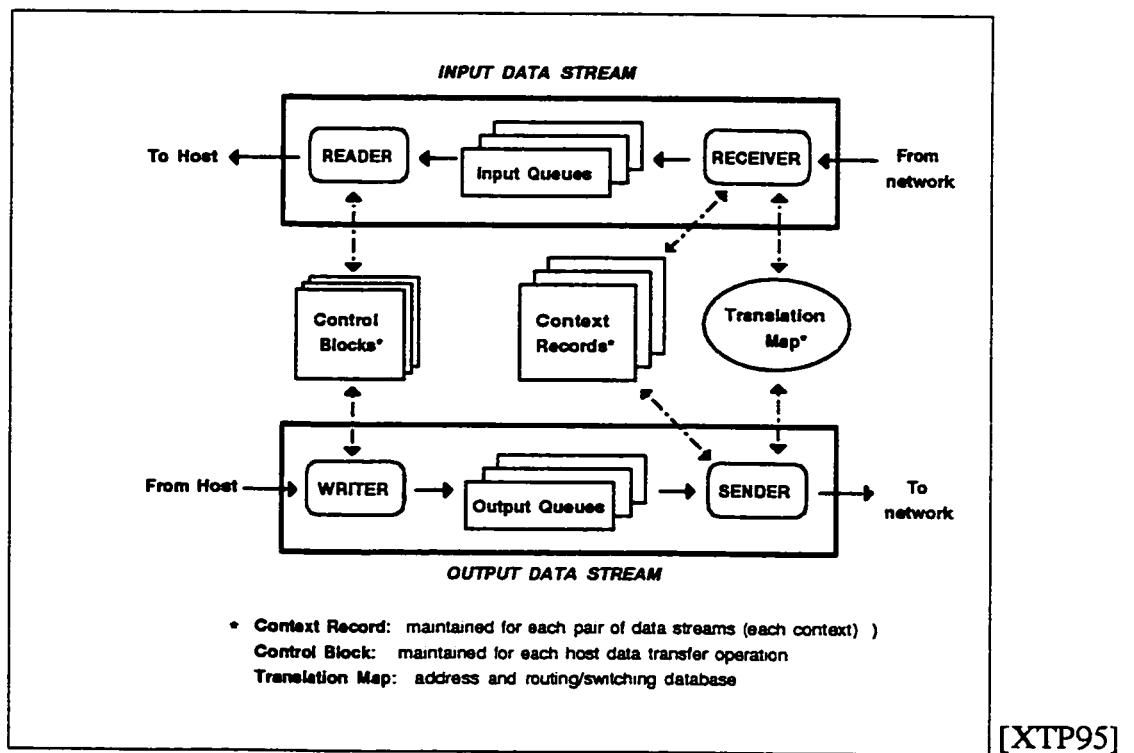 INPUT DATA STREAM
To Host
READER
Input Queues
RECEIVER
From
network
Control
Blocks*
Context
Records*
Translation
Map*
From Host
WRITER
Output Queues
SENDER
To
network
OUTPUT DATA STREAM
* Context Record: maintained for each pair of data streams (each context) )
Control Block: maintained for each host data transfer operation
Translation Map: address and routing/switching database
[XTP95]